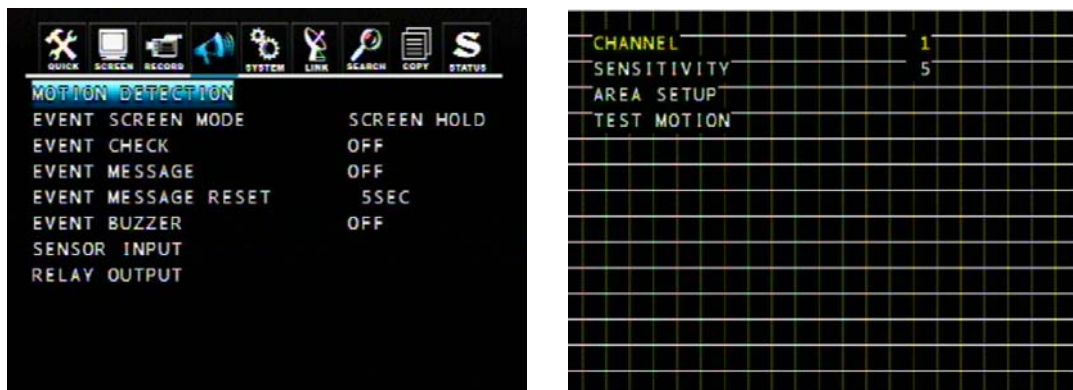 QUICK SCREEN RECORD SYSTEM LINK SEARCH COPY STATUS
MOTION DETECTION
EVENT SCREEN MODE SCREEN HOLD
EVENT CHECK OFF
EVENT MESSAGE OFF
EVENT MESSAGE RESET 5SEC
EVENT BUZZER OFF
SENSOR INPUT
RELAY OUTPUT
CHANNEL 1
SENSITIVITY 5
AREA SETUP
TEST MOTION